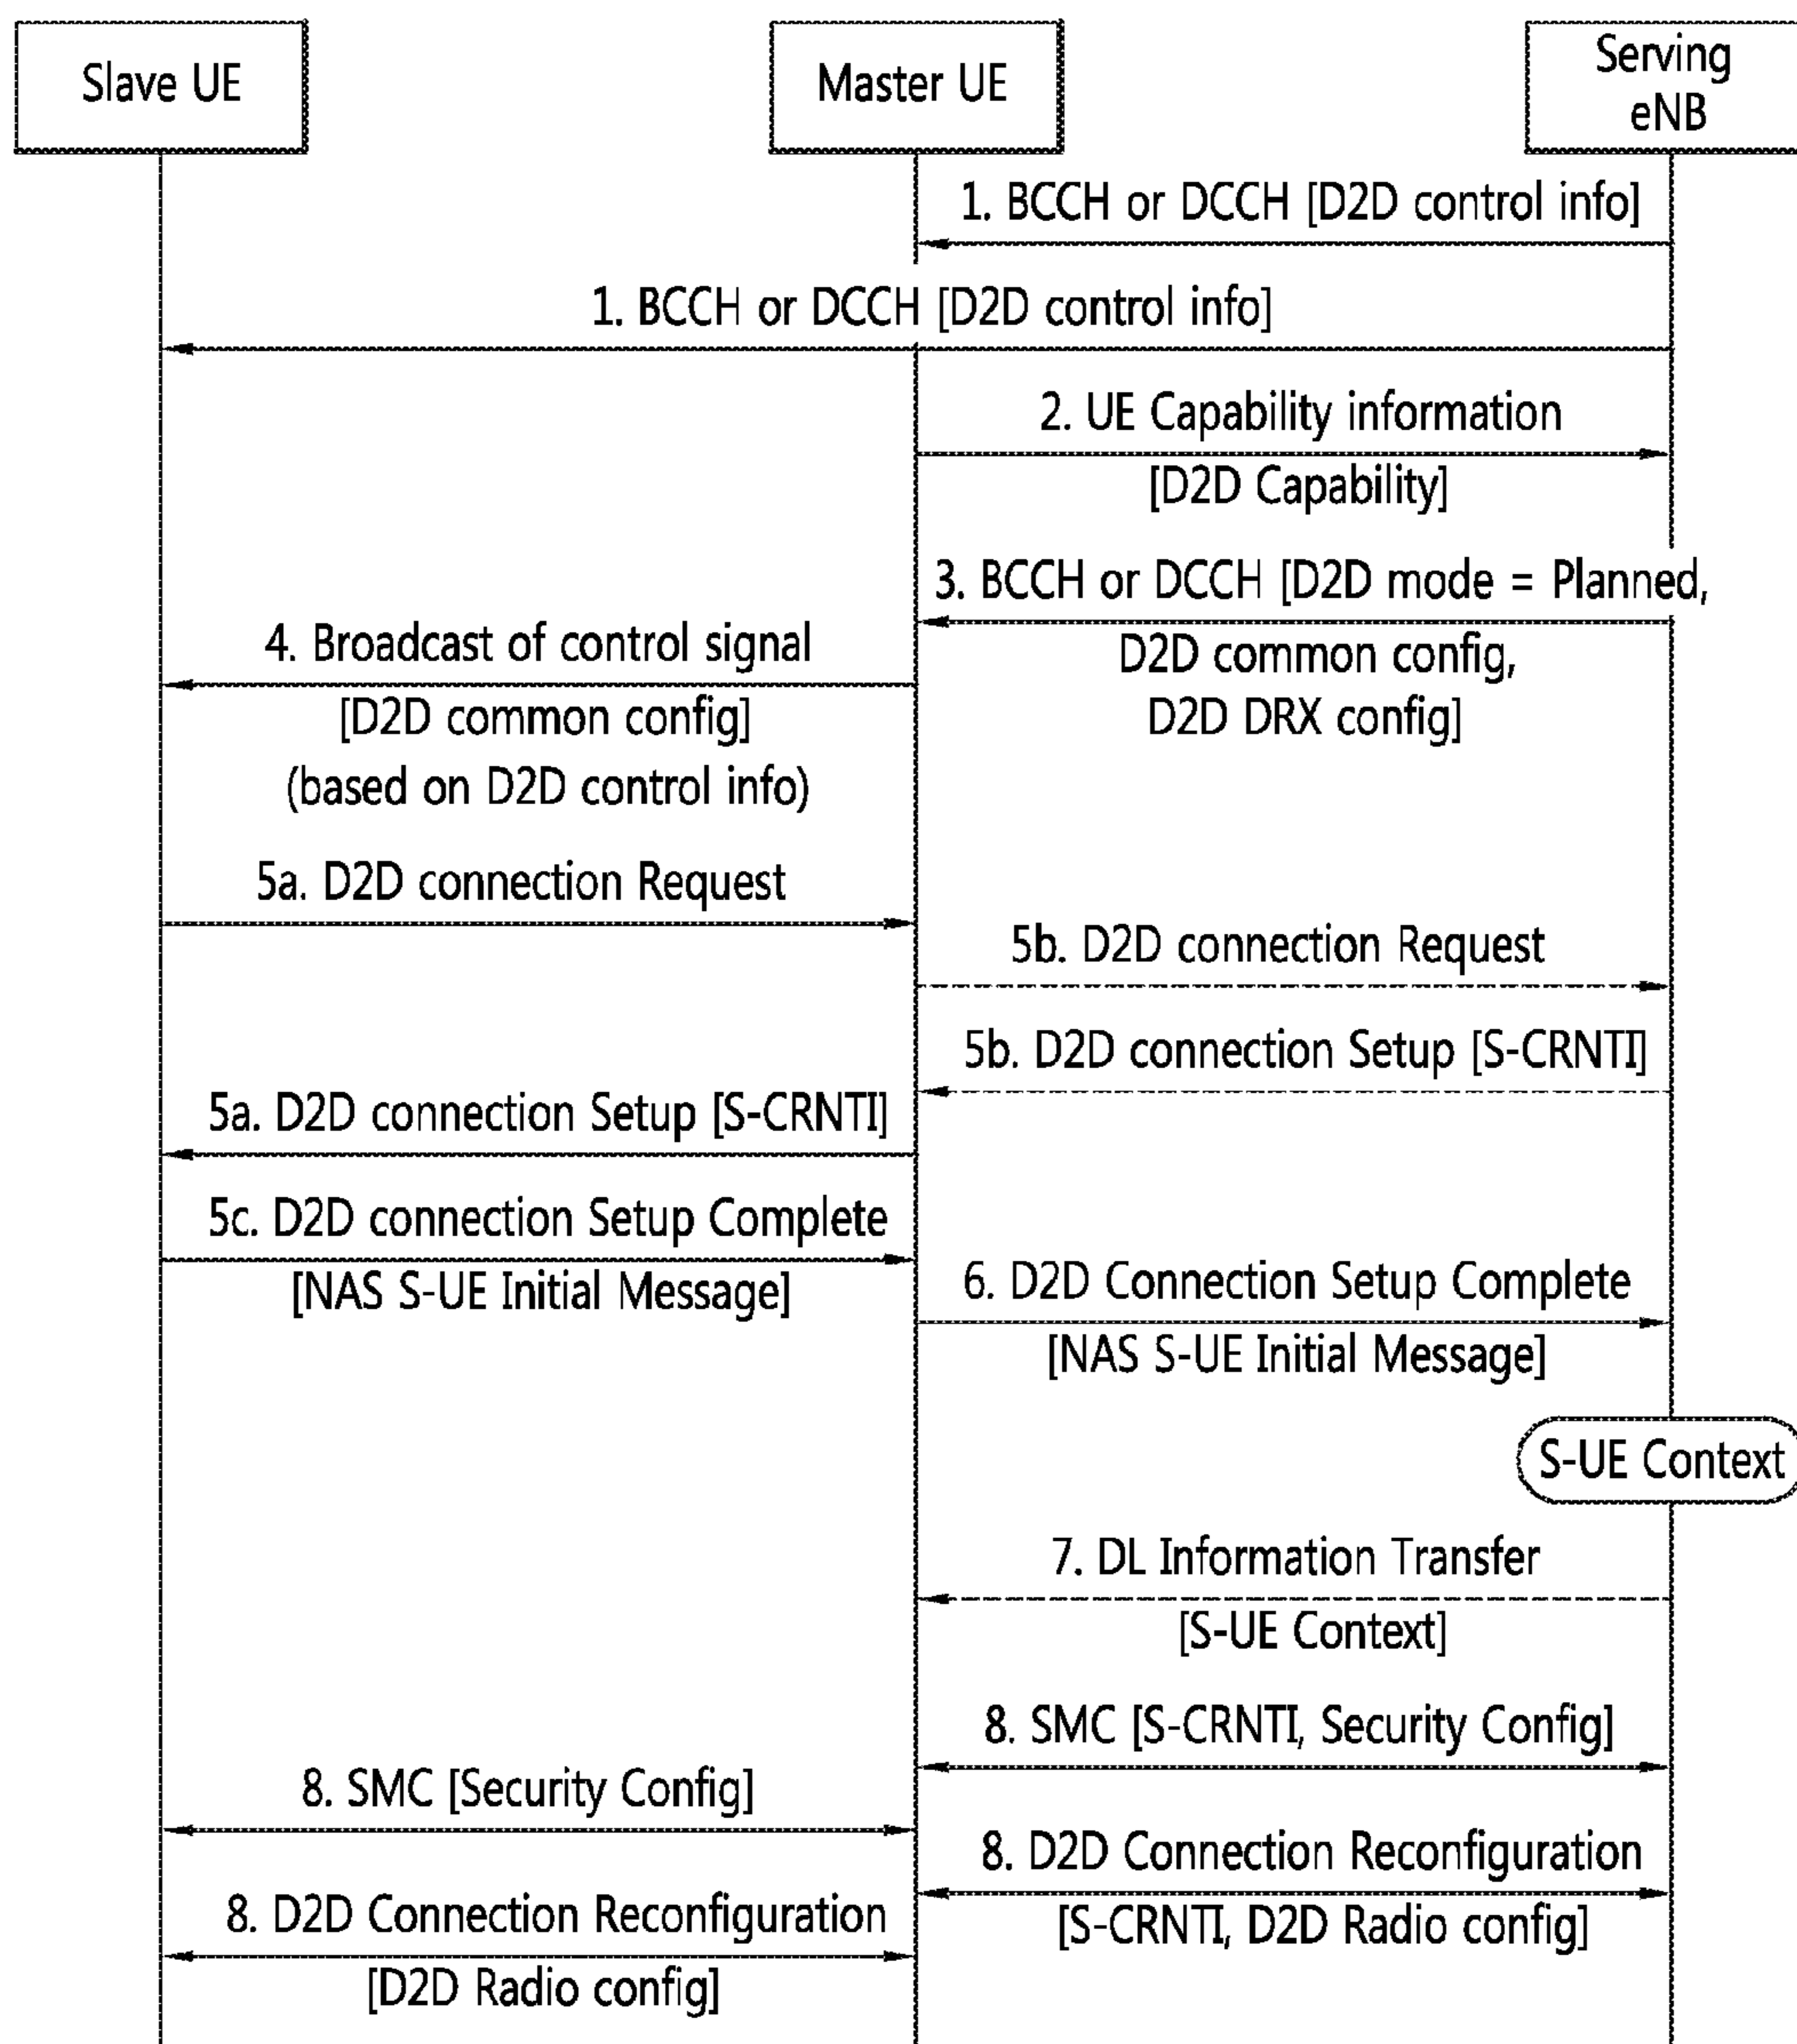 Slave UE
Master UE
Serving
eNB
1. BCCH or DCCH [D2D control info]
1. BCCH or DCCH [D2D control info]
2. UE Capability information
[D2D Capability]
3. BCCH or DCCH [D2D mode = Planned,
D2D common config,
D2D DRX config]
4. Broadcast of control signal
[D2D common config]
(based on D2D control info)
5a. D2D connection Request
5b. D2D connection Request
5b. D2D connection Setup [S-CRNTI]
5a. D2D connection Setup [S-CRNTI]
5c. D2D connection Setup Complete
[NAS S-UE Initial Message]
6. D2D Connection Setup Complete
[NAS S-UE Initial Message]
S-UE Context
7. DL Information Transfer
[S-UE Context]
8. SMC [S-CRNTI, Security Config]
8. SMC [Security Config]
8. D2D Connection Reconfiguration
[S-CRNTI, D2D Radio config]
8. D2D Connection Reconfiguration
[D2D Radio config]